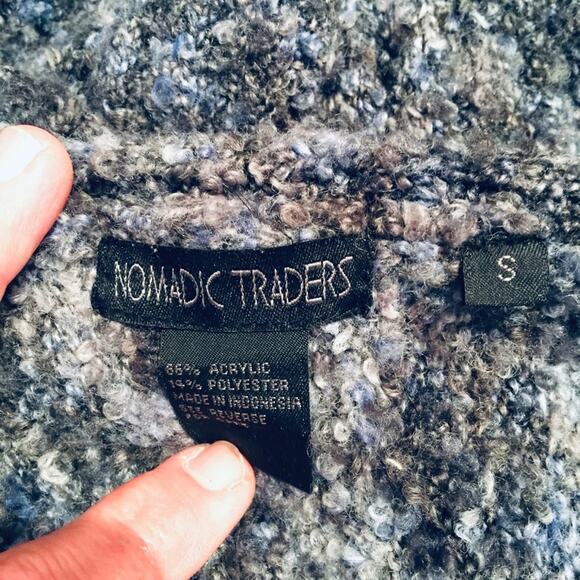 NOMADIC TRADERS
S
86% ACRYLIC
14% POLYESTER
MADE IN INDONESIA
SEE REVERSE